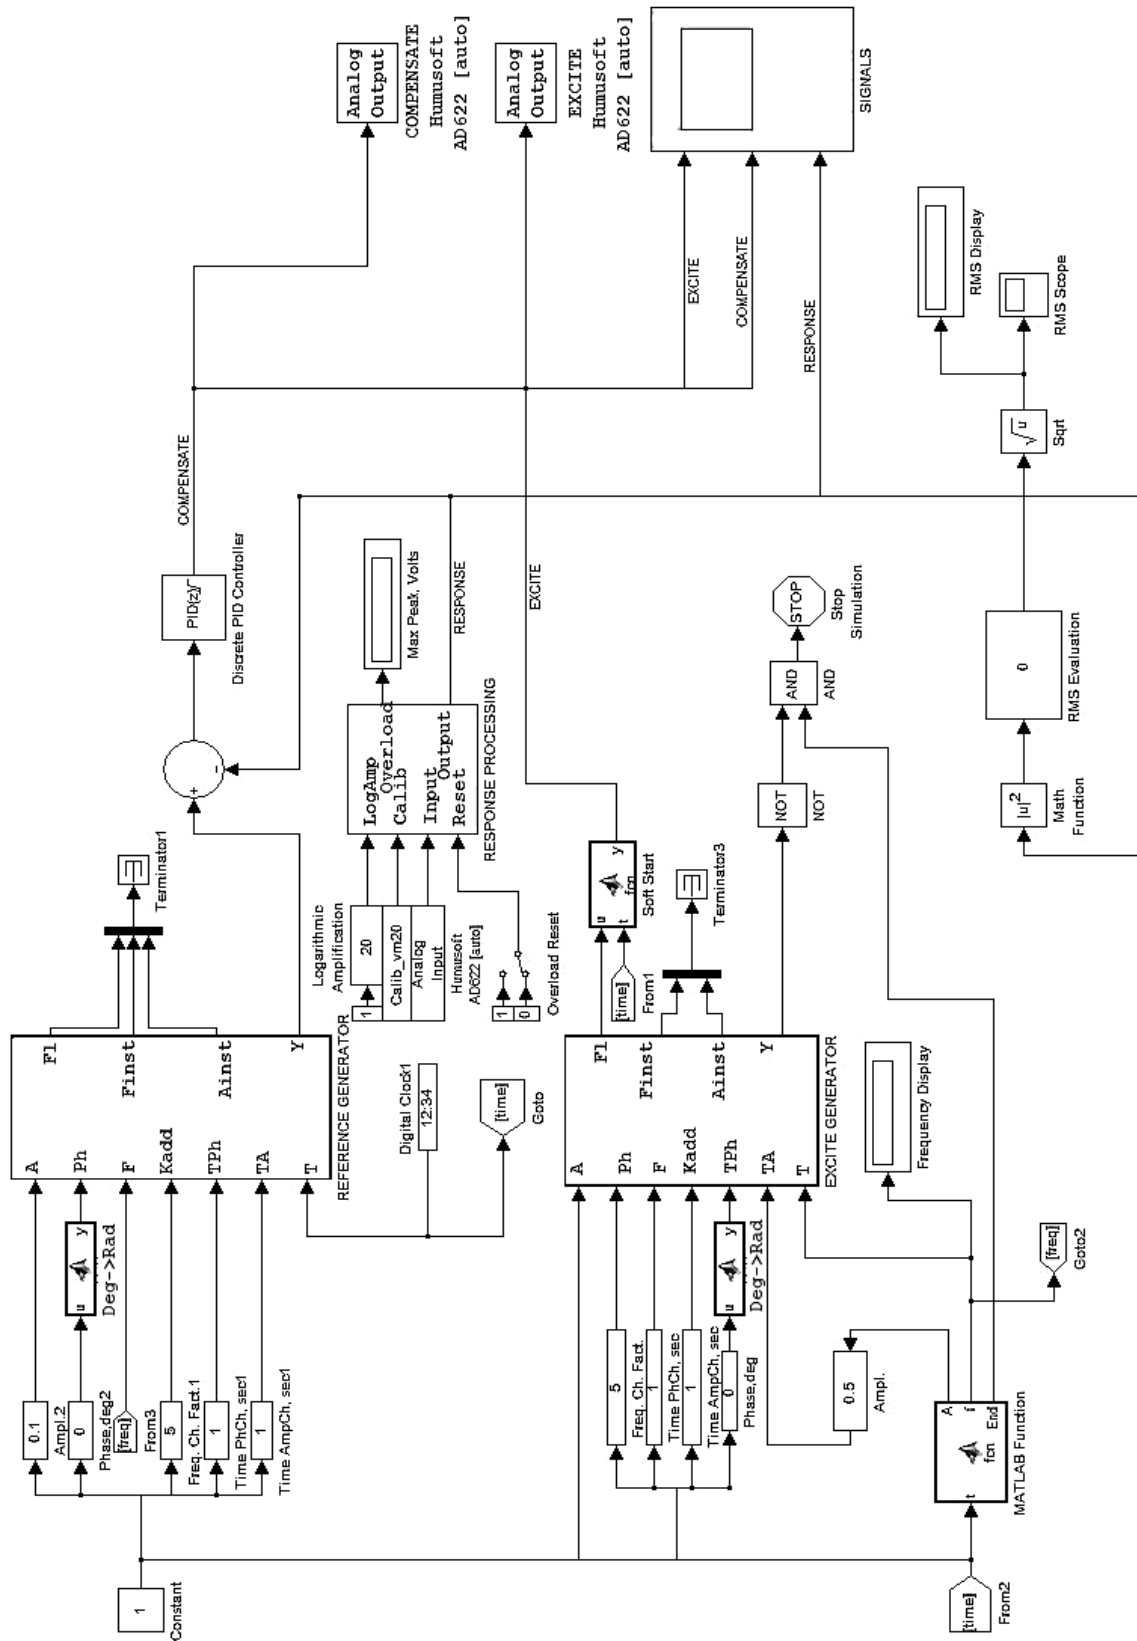 1
Constant
0.1
Ampl.2
0
Phase,deg2
[freq]
From3
5
Freq. Ch. Fact.1
1
Time PhCh, sec1
1
Time AmpCh, sec1
u
y
Deg->Rad
A
Ph
F
Kadd
TPh
TA
T
Fl
Finst
Ainst
Y
REFERENCE GENERATOR
Terminator1
+
-
PID(z)
Discrete PID Controller
COMPENSATE
Analog
Output
COMPENSATE
Humusoft
AD622 [auto]
Analog
Output
EXCITE
Humusoft
AD622 [auto]
EXCITE
COMPENSATE
RESPONSE
SIGNALS
Digital Clock1
12:34
[time]
Goto
Logarithmic
Amplification
1
20
Calib_vm20
Analog
Input
Humusoft
AD622 [auto]
1
0
Overload Reset
LogAmp
Overload
Calib
Input
Output
Reset
RESPONSE PROCESSING
Max Peak, Volts
RESPONSE
EXCITE
5
Freq. Ch. Fact.
1
Time PhCh, sec
1
Time AmpCh, sec
0
Phase,deg
u
y
Deg->Rad
A
Ph
F
Kadd
TPh
TA
T
Fl
Finst
Ainst
Y
EXCITE GENERATOR
[time]
From1
u
t
y
fcn
Soft Start
Terminator3
NOT
NOT
AND
AND
STOP
Stop
Simulation
0.5
Ampl.
Frequency Display
[freq]
Goto2
[time]
From2
t
fcn
A
f
End
MATLAB Function
|u|2
Math
Function
0
RMS Evaluation
√u
Sqrt
RMS Display
RMS Scope